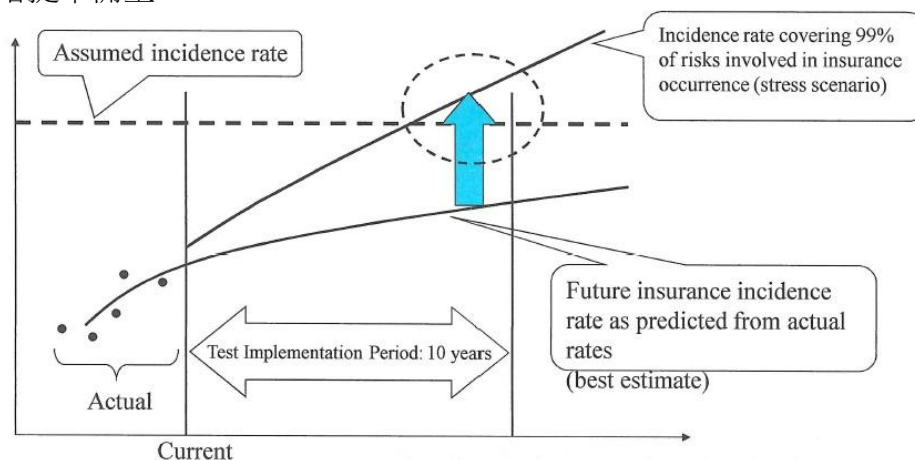 Assumed incidence rate
Incidence rate covering 99%
of risks involved in insurance
occurrence (stress scenario)
Future insurance incidence
rate as predicted from actual
rates
(best estimate)
Test Implementation Period: 10 years
Actual
Current